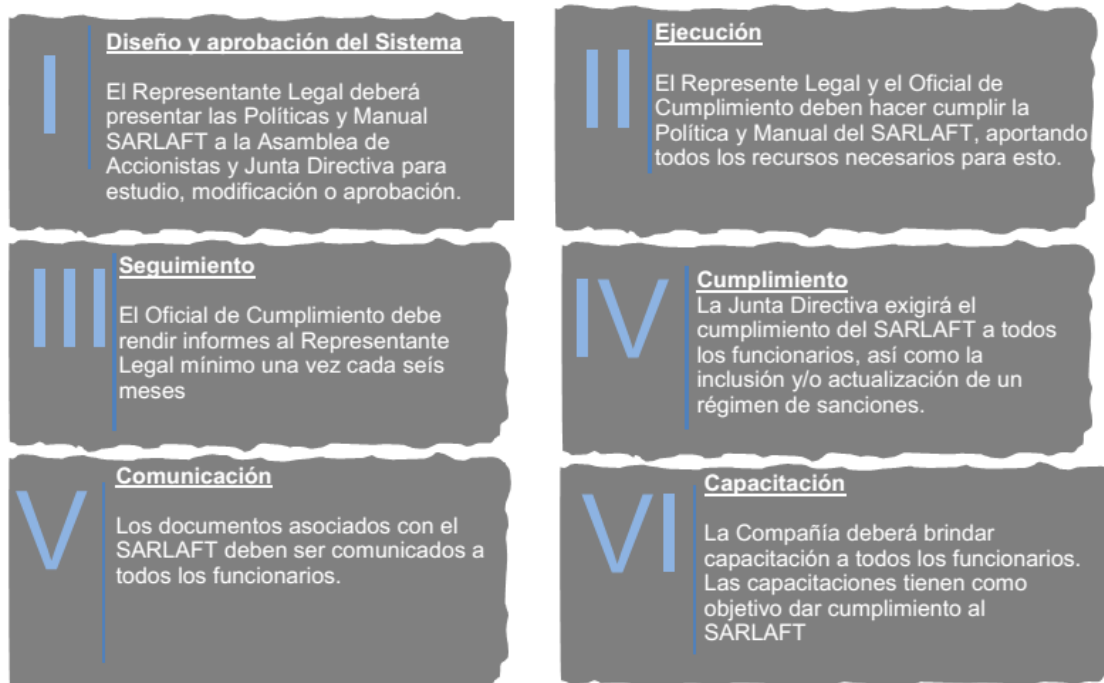 I
Diseño y aprobación del Sistema
El Representante Legal deberá
presentar las Políticas y Manual
SARLAFT a la Asamblea de
Accionistas y Junta Directiva para
estudio, modificación o aprobación.
II
Ejecución
El Represente Legal y el Oficial de
Cumplimiento deben hacer cumplir la
Política y Manual del SARLAFT, aportando
todos los recursos necesarios para esto.
III
Seguimiento
El Oficial de Cumplimiento debe
rendir informes al Representante
Legal mínimo una vez cada seís
meses
IV
Cumplimiento
La Junta Directiva exigirá el
cumplimiento del SARLAFT a todos
los funcionarios, así como la
inclusión y/o actualización de un
régimen de sanciones.
V
Comunicación
Los documentos asociados con el
SARLAFT deben ser comunicados a
todos los funcionarios.
VI
Capacitación
La Compañía deberá brindar
capacitación a todos los funcionarios.
Las capacitaciones tienen como
objetivo dar cumplimiento al
SARLAFT